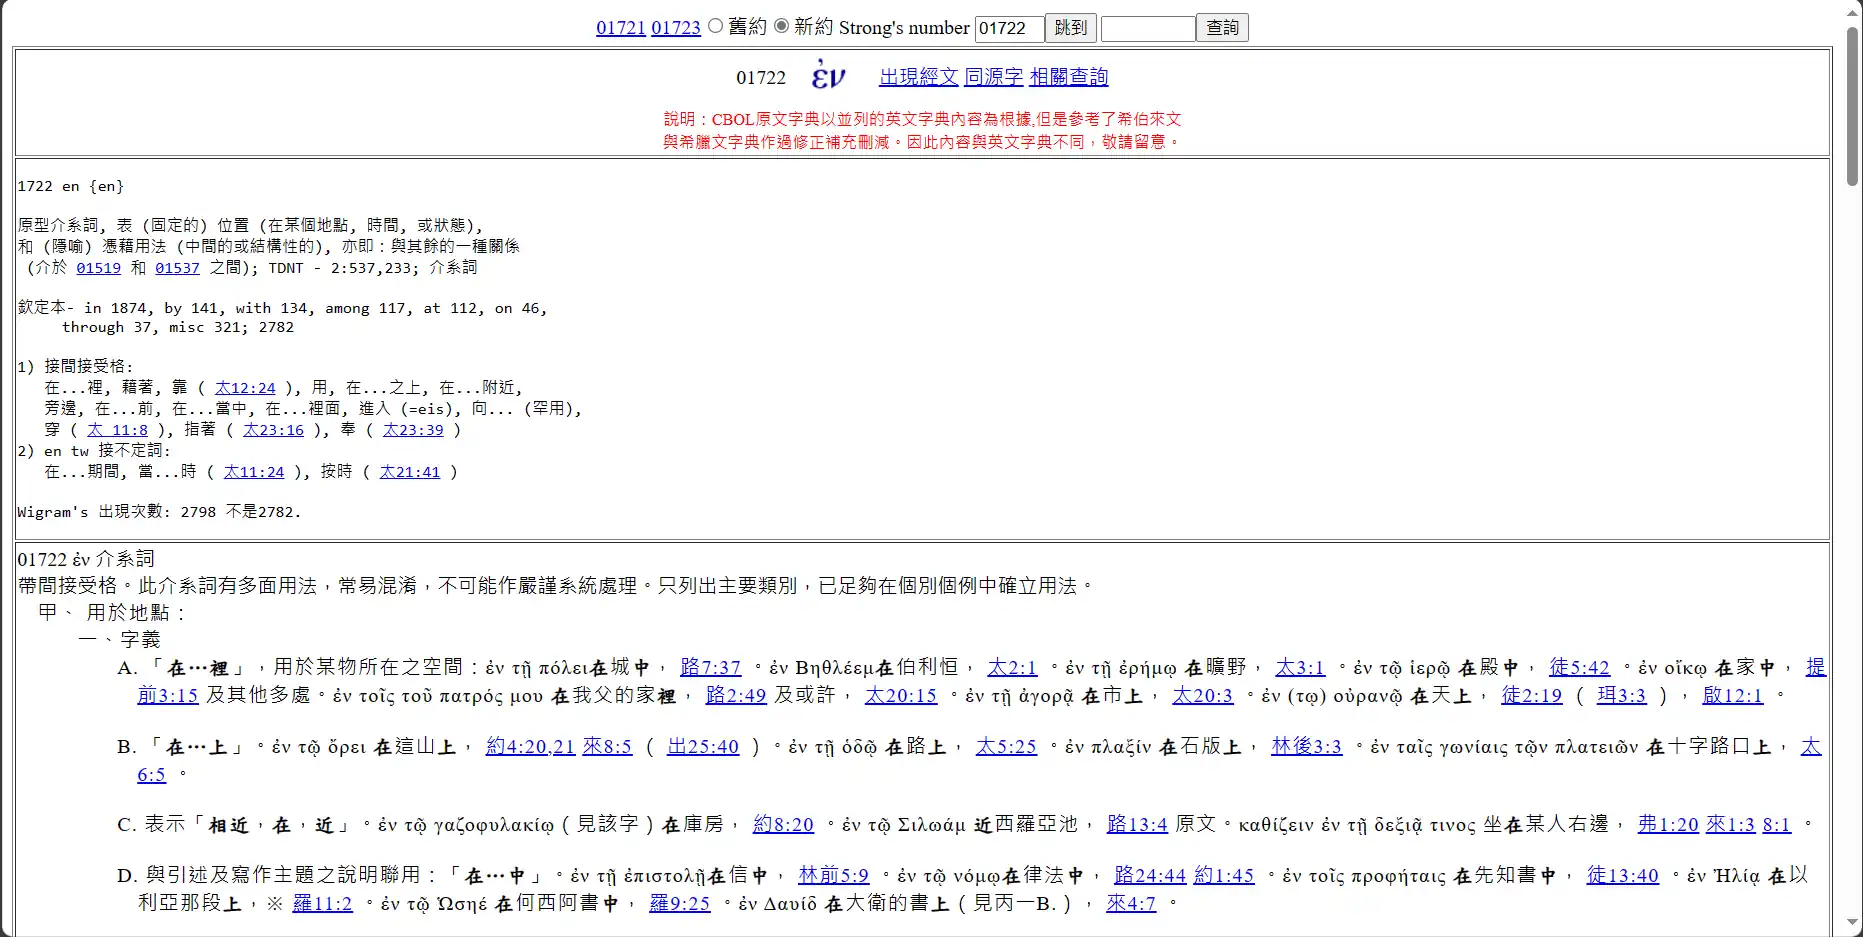 01721 01723 舊約 新約 Strong's number 01722 跳到 查詢
01722 ἐν 出現經文 同源字 相關查詢
說明：CBOL原文字典以並列的英文字典內容為根據,但是參考了希伯來文
與希臘文字典作過修正補充刪減。因此內容與英文字典不同，敬請留意。
1722 en {en}
原型介系詞, 表 (固定的) 位置 (在某個地點, 時間, 或狀態),
和 (隱喻) 憑藉用法 (中間的或結構性的), 亦即：與其餘的一種關係
(介於 01519 和 01537 之間); TDNT - 2:537,233; 介系詞
欽定本- in 1874, by 141, with 134, among 117, at 112, on 46,
through 37, misc 321; 2782
1) 接間接受格:
在...裡, 藉著, 靠 ( 太12:24 ), 用, 在...之上, 在...附近,
旁邊, 在...前, 在...當中, 在...裡面, 進入 (=eis), 向... (罕用),
穿 ( 太 11:8 ), 指著 ( 太23:16 ), 奉 ( 太23:39 )
2) en tw 接不定詞:
在...期間, 當...時 ( 太11:24 ), 按時 ( 太21:41 )
Wigram's 出現次數: 2798 不是2782.
01722 ἐν 介系詞
帶間接受格。此介系詞有多面用法，常易混淆，不可能作嚴謹系統處理。只列出主要類別，已足夠在個別個例中確立用法。
甲、 用於地點：
一、字義
A. 「在…裡」，用於某物所在之空間：ἐν τῇ πόλει在城中， 路7:37 。ἐν Βηθλέεμ在伯利恒， 太2:1 。ἐν τῇ ἐρήμῳ 在曠野， 太3:1 。ἐν τῷ ἱερῷ 在殿中， 徒5:42 。ἐν οἴκῳ 在家中， 提
前3:15 及其他多處。ἐν τοῖς τοῦ πατρός μου 在我父的家裡， 路2:49 及或許， 太20:15 。ἐν τῇ ἀγορᾷ 在市上， 太20:3 。ἐν (τῳ) οὐρανῷ 在天上， 徒2:19 （ 珥3:3 ）， 啟12:1 。
B. 「在…上」。ἐν τῷ ὄρει 在這山上， 約4:20,21 來8:5 （ 出25:40 ）。ἐν τῇ ὁδῷ 在路上， 太5:25 。ἐν πλαξίν 在石版上， 林後3:3 。ἐν ταῖς γωνίαις τῶν πλατειῶν 在十字路口上， 太
6:5 。
C. 表示「相近，在，近」。ἐν τῷ γαζοφυλακίῳ（見該字）在庫房， 約8:20 。ἐν τῷ Σιλωάμ 近西羅亞池， 路13:4 原文。καθίζειν ἐν τῇ δεξιᾷ τινος 坐在某人右邊， 弗1:20 來1:3 8:1 。
D. 與引述及寫作主題之說明聯用：「在…中」。ἐν τῇ ἐπιστολῇ在信中， 林前5:9 。ἐν τῷ νόμῳ在律法中， 路24:44 約1:45 。ἐν τοῖς προφήταις 在先知書中， 徒13:40 。ἐν Ἠλίᾳ 在以
利亞那段上，※ 羅11:2 。ἐν τῷ Ὡσηέ 在何西阿書中， 羅9:25 。ἐν Δαυίδ 在大衛的書上（見丙一B.）， 來4:7 。